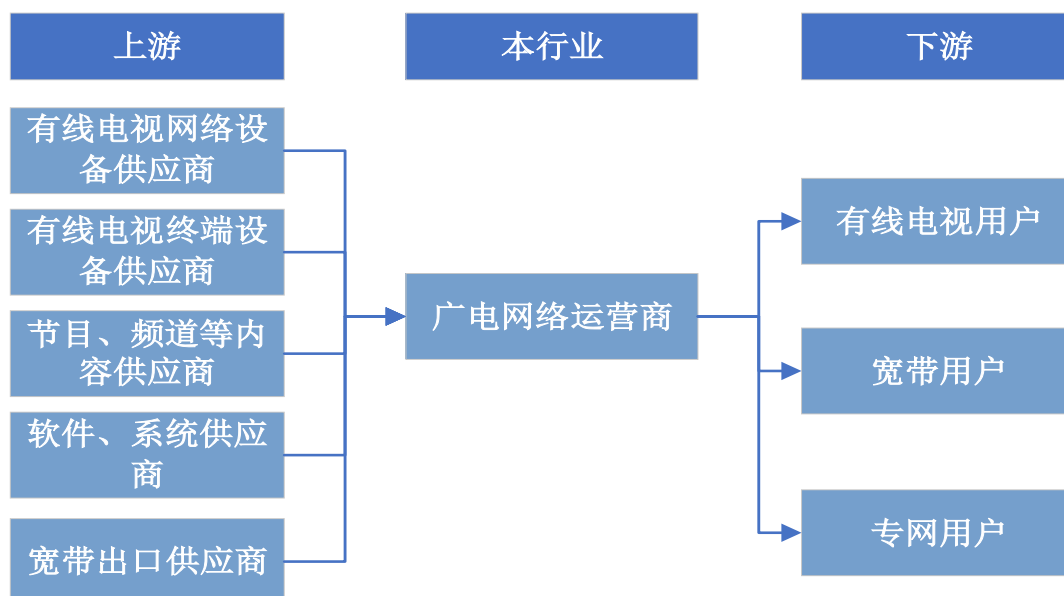 上游
本行业
下游
有线电视网络设
备供应商
有线电视终端设
备供应商
节目、频道等内
容供应商
软件、系统供应
商
宽带出口供应商
广电网络运营商
有线电视用户
宽带用户
专网用户